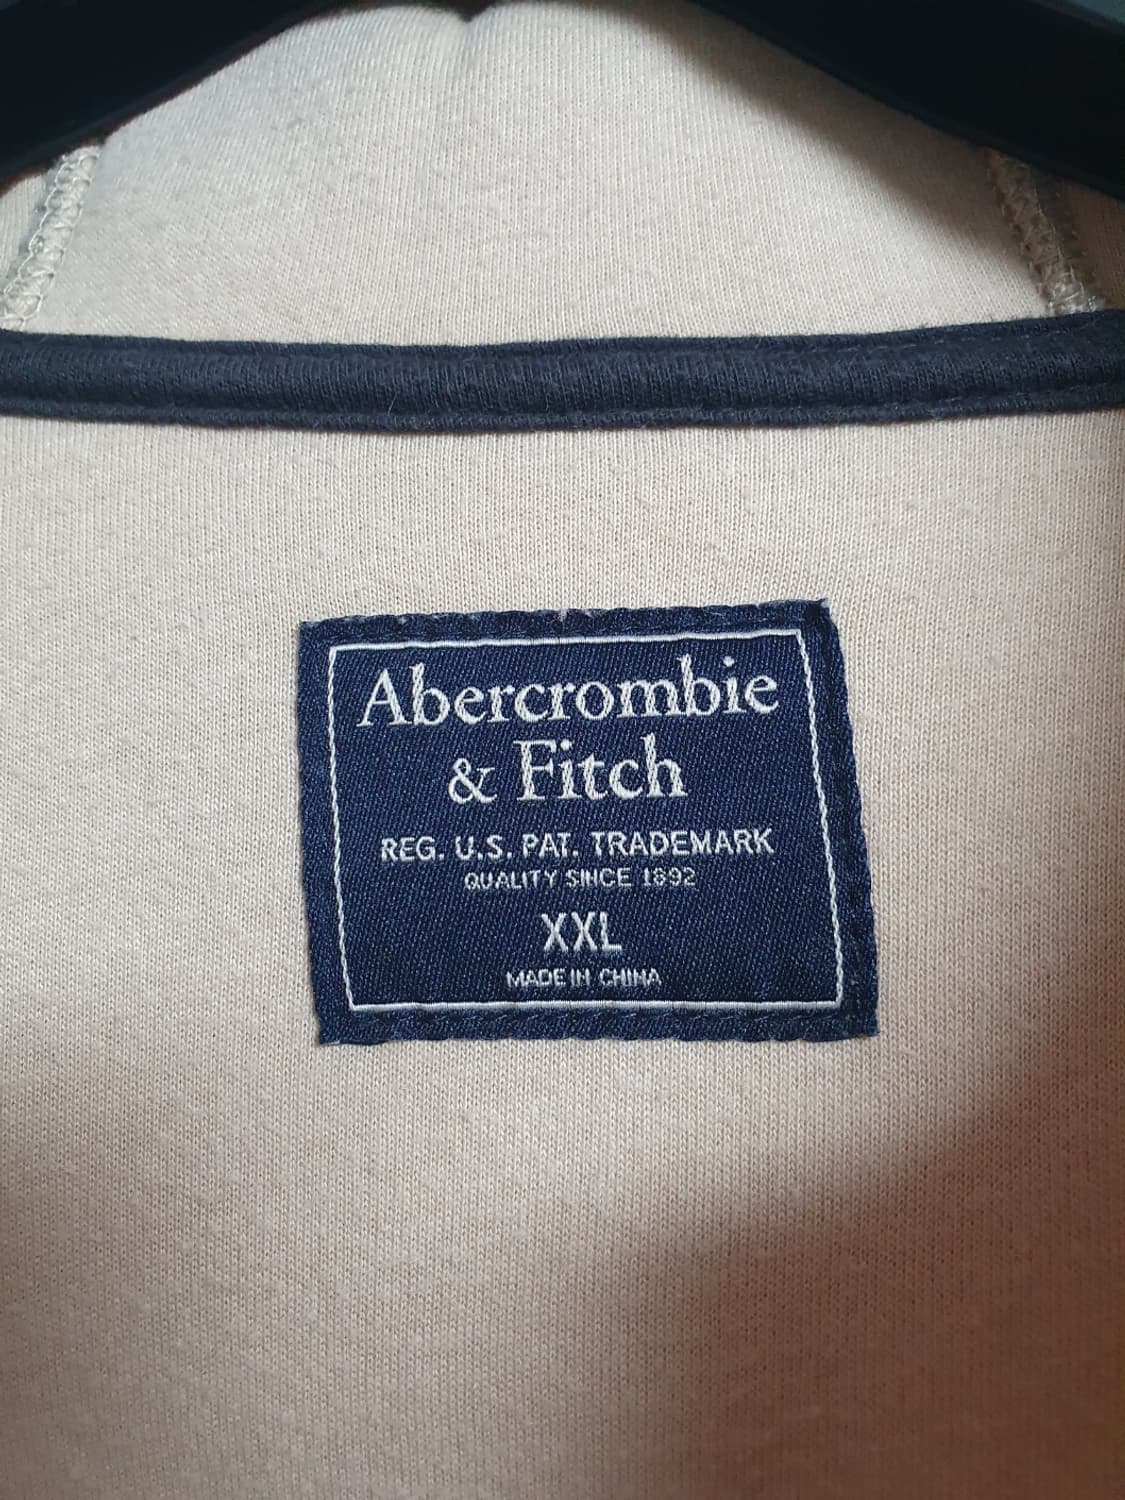 Abercrombie
& Fitch
REG. U.S. PAT. TRADEMARK
QUALITY SINCE 1892
XXL
MADE IN CHINA